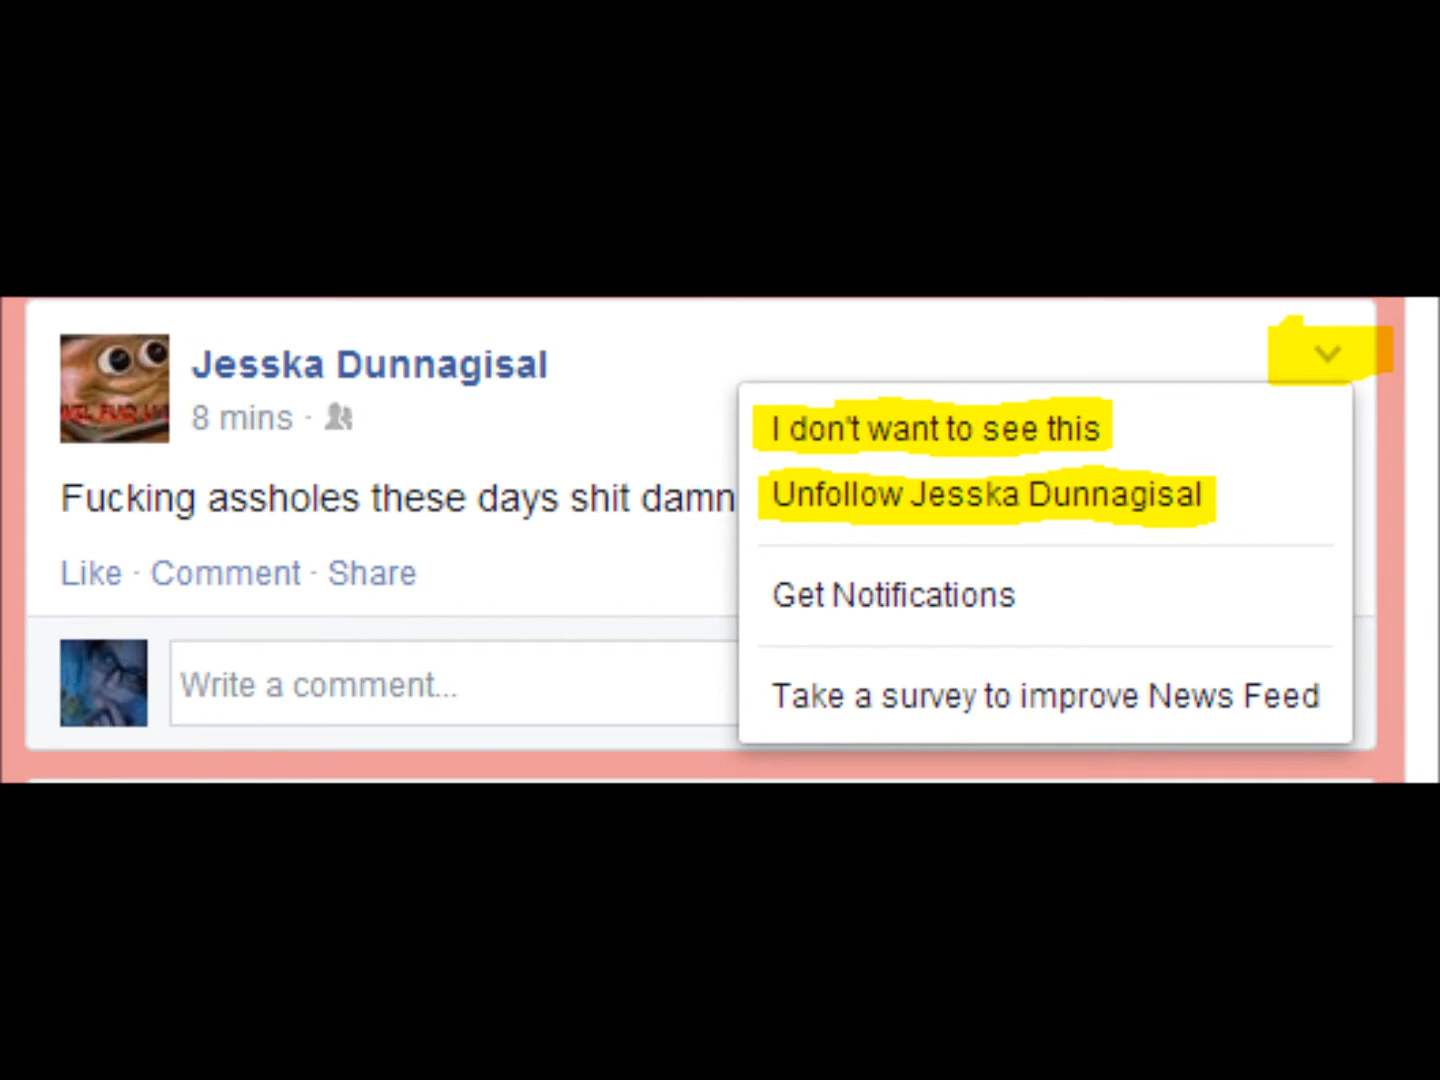 Jesska Dunnagisal
8 mins ·
Fucking assholes these days shit damn
Like · Comment · Share
Write a comment...
I don't want to see this
Unfollow Jesska Dunnagisal
Get Notifications
Take a survey to improve News Feed